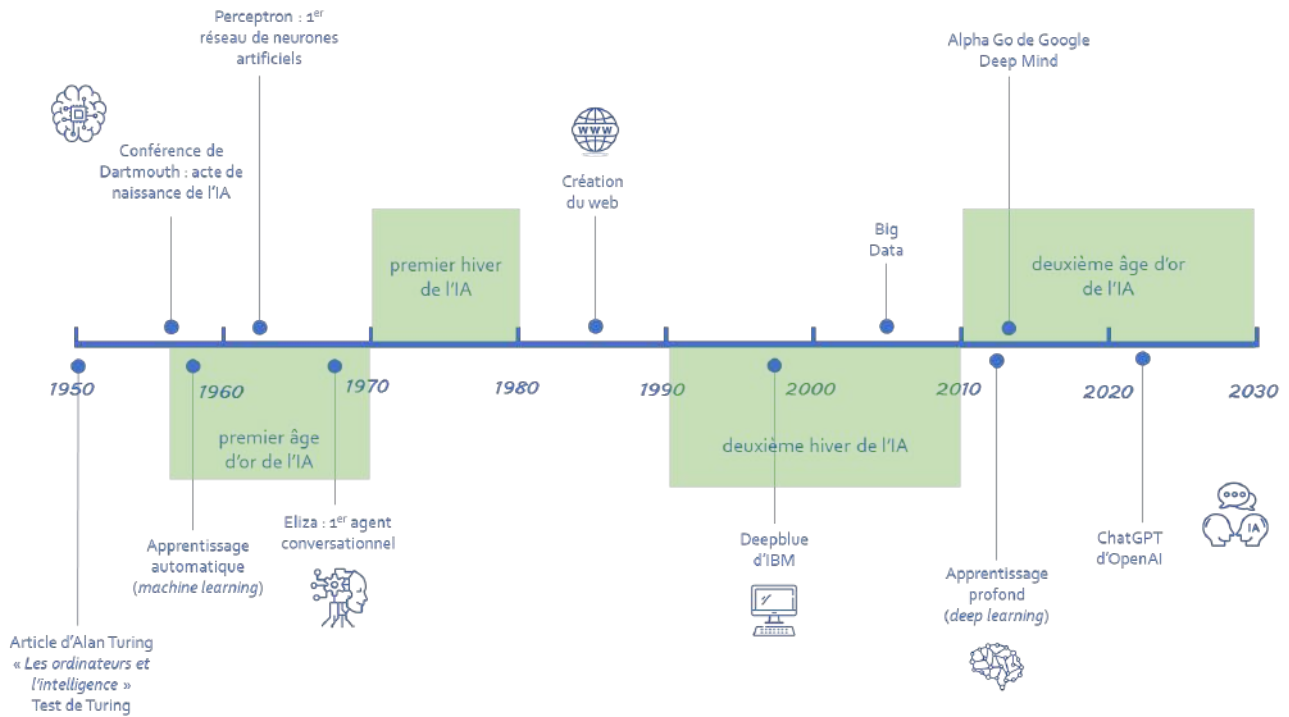 Perceptron : 1er
réseau de neurones
artificiels
Alpha Go de Google
Deep Mind
Conférence de
Dartmouth : acte de
naissance de l'IA
WWW
Création
du web
Big
Data
premier hiver
de l'IA
deuxième âge d'or
de l'IA
1950
1960
1970
1980
1990
2000
2010
2020
2030
premier âge
d'or de l'IA
deuxième hiver de l'IA
Eliza : 1er agent
conversationnel
Apprentissage
automatique
(machine learning)
Deepblue
d'IBM
ChatGPT
d'OpenAI
IA
Apprentissage
profond
(deep learning)
Article d'Alan Turing
« Les ordinateurs et
l'intelligence »
Test de Turing